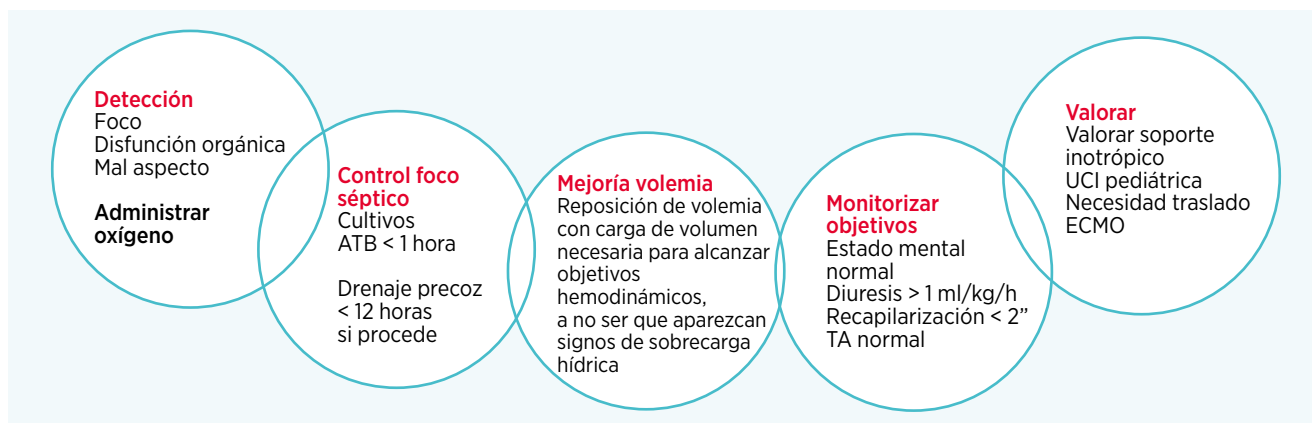 Detección
Foco
Disfunción orgánica
Mal aspecto
Administrar
oxígeno
Control foco
séptico
Cultivos
ATB < 1 hora
Drenaje precoz
< 12 horas
si procede
Mejoría volemia
Reposición de volemia
con carga de volumen
necesaria para alcanzar
objetivos
hemodinámicos,
a no ser que aparezcan
signos de sobrecarga
hídrica
Monitorizar
objetivos
Estado mental
normal
Diuresis > 1 ml/kg/h
Recapilarización < 2”
TA normal
Valorar
Valorar soporte
inotrópico
UCI pediátrica
Necesidad traslado
ECMO